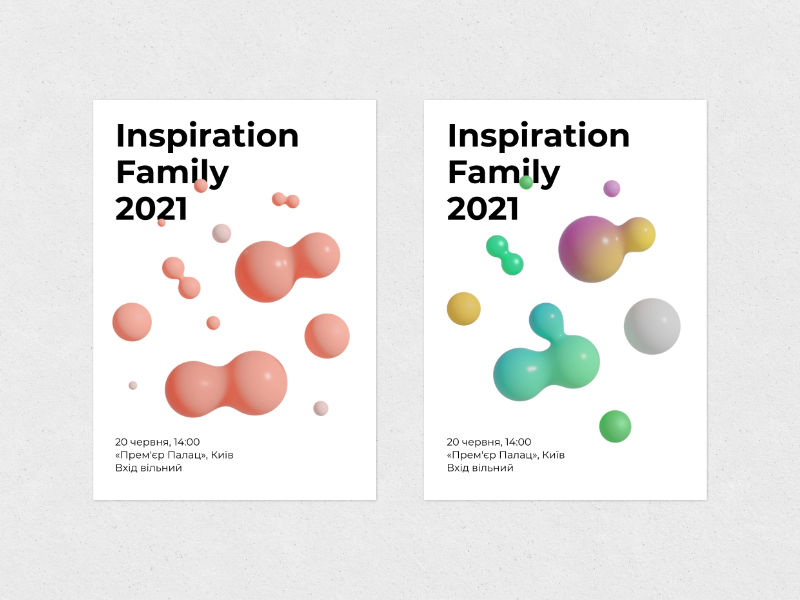 Inspiration
Family
2021
20 червня, 14:00
«Прем'єр Палац», Київ
Вхід вільний
Inspiration
Family
2021
20 червня, 14:00
«Прем'єр Палац», Київ
Вхід вільний